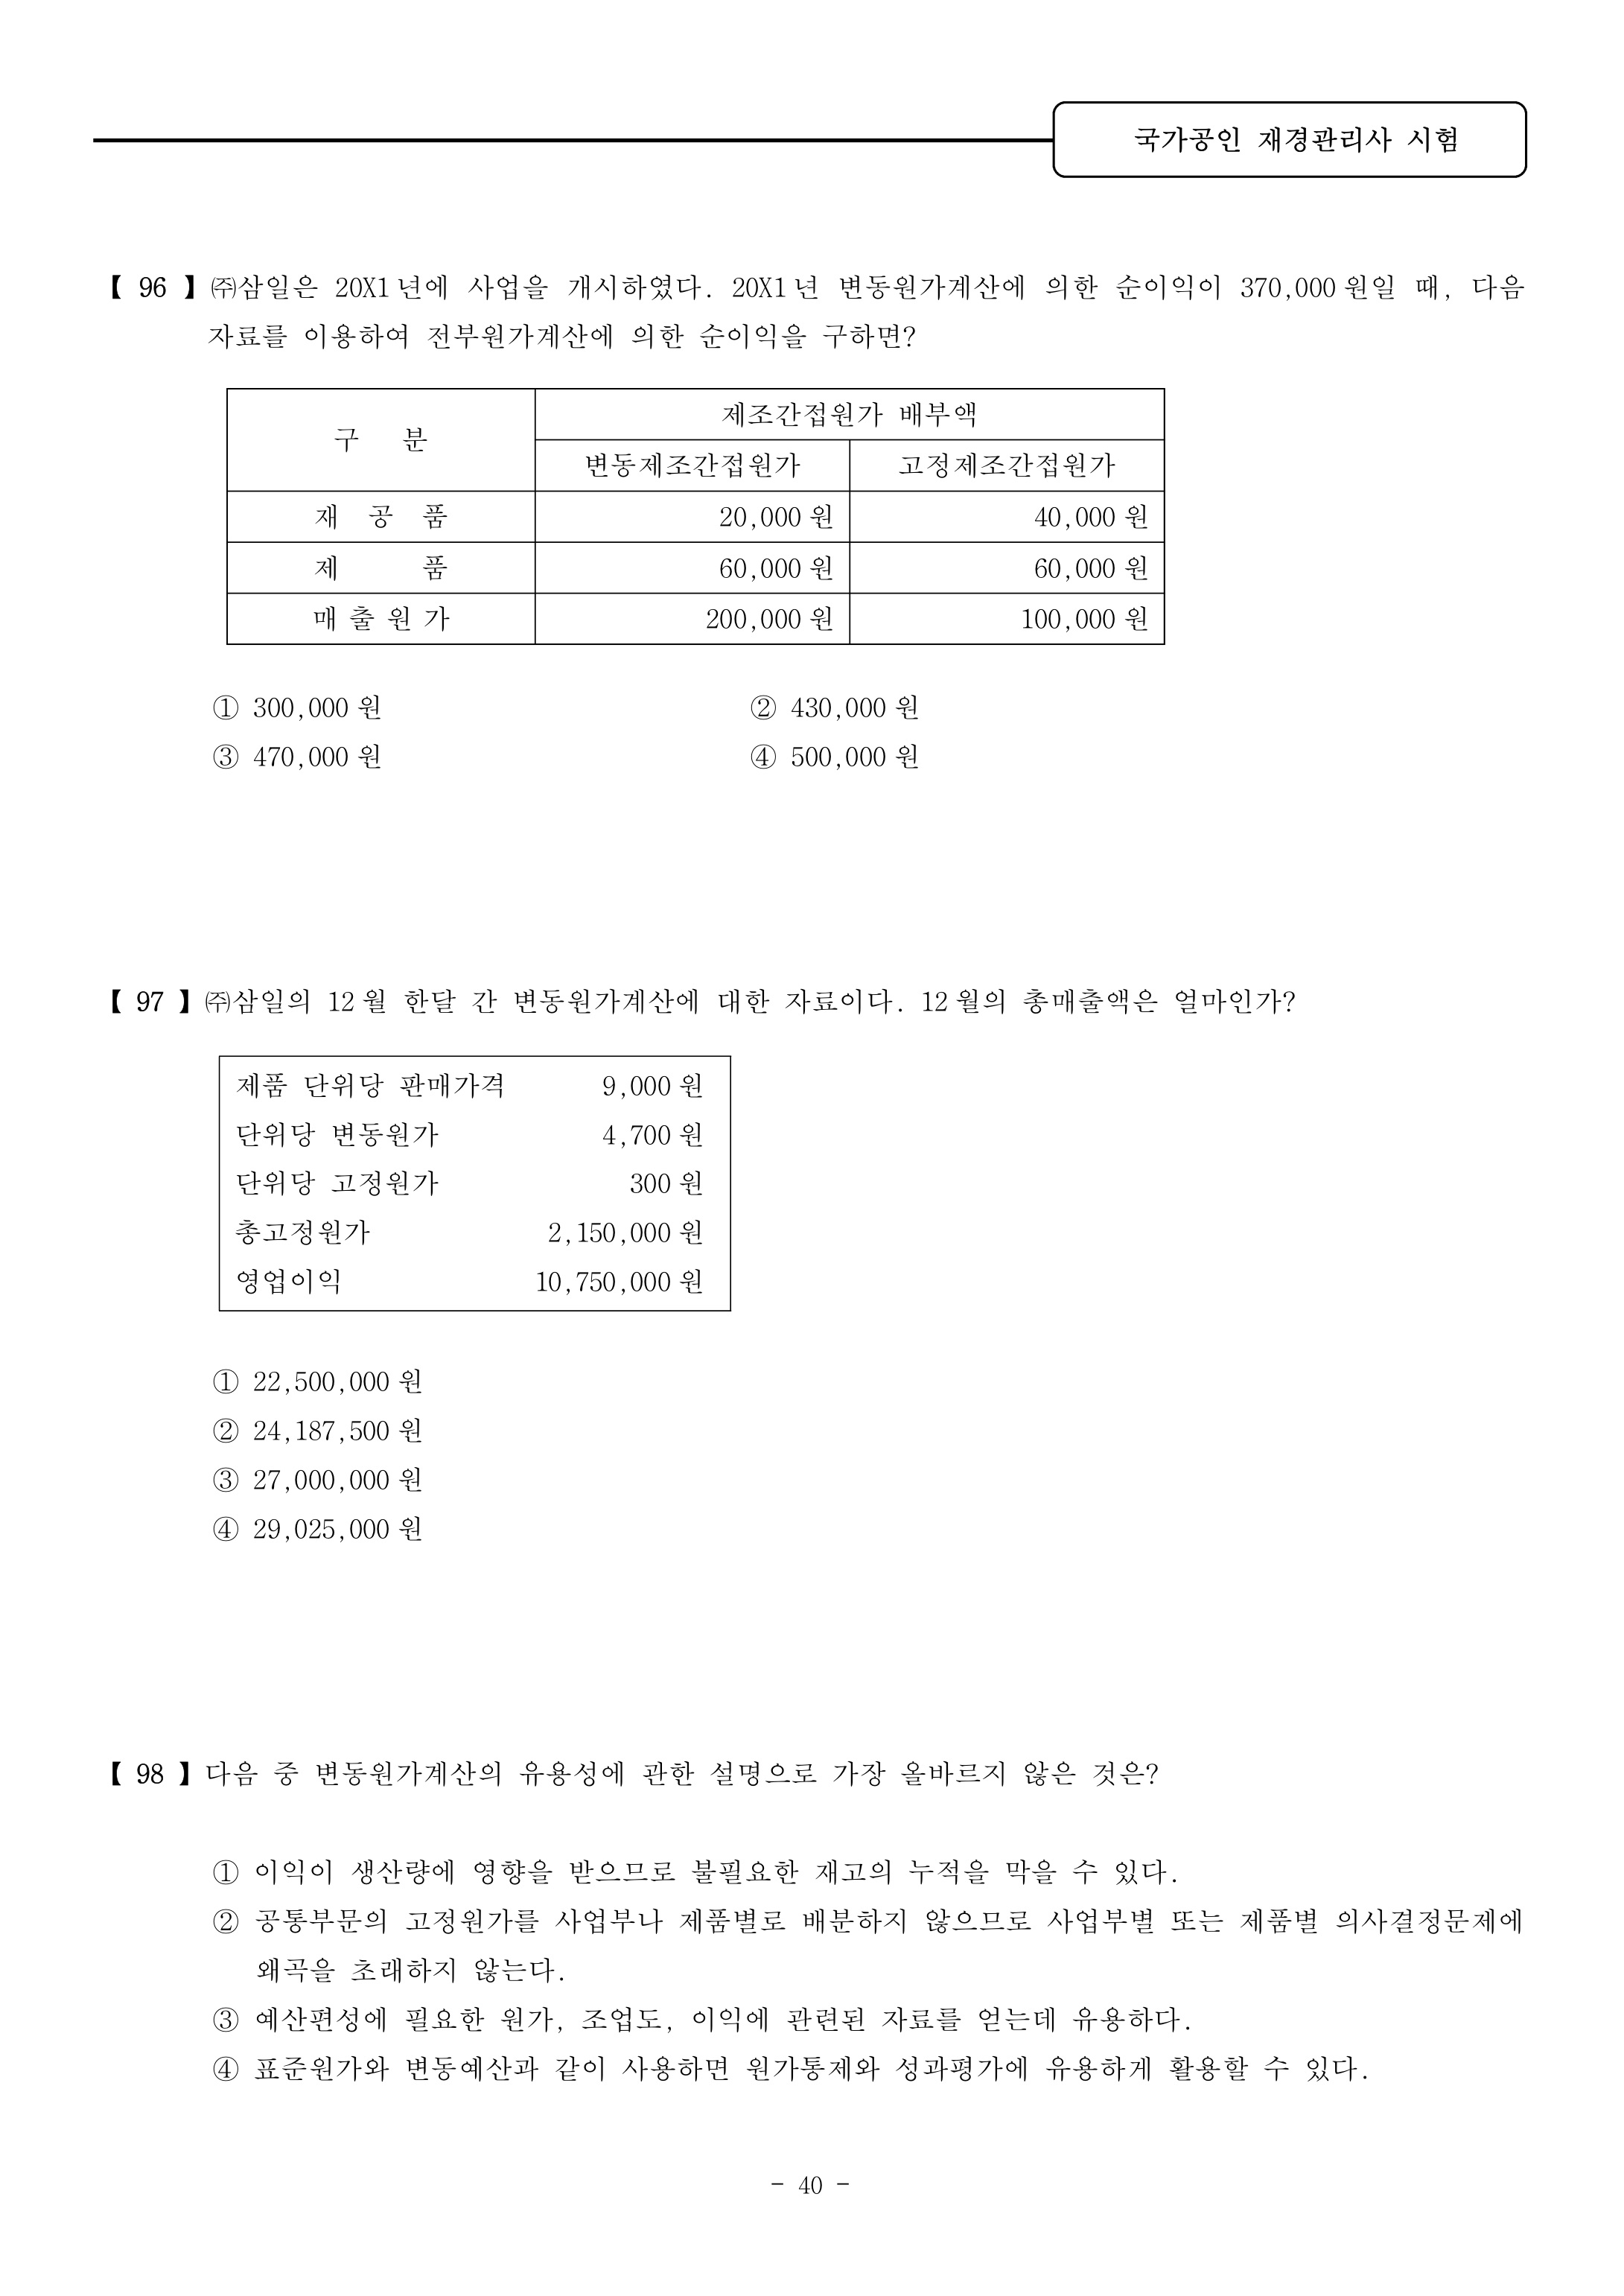 국가공인 재경관리사 시험
【 96 】㈜삼일은 20X1년에 사업을 개시하였다. 20X1년 변동원가계산에 의한 순이익이 370,000원일 때, 다음
자료를 이용하여 전부원가계산에 의한 순이익을 구하면?
구 분 제조간접원가 배부액
변동제조간접원가 고정제조간접원가
재 공 품 20,000원 40,000원
제 품 60,000원 60,000원
매출원가 200,000원 100,000원
① 300,000원 ② 430,000원
③ 470,000원 ④ 500,000원
【 97 】㈜삼일의 12월 한달 간 변동원가계산에 대한 자료이다. 12월의 총매출액은 얼마인가?
제품 단위당 판매가격 9,000원
단위당 변동원가 4,700원
단위당 고정원가 300원
총고정원가 2,150,000원
영업이익 10,750,000원
① 22,500,000원
② 24,187,500원
③ 27,000,000원
④ 29,025,000원
【 98 】다음 중 변동원가계산의 유용성에 관한 설명으로 가장 올바르지 않은 것은?
① 이익이 생산량에 영향을 받으므로 불필요한 재고의 누적을 막을 수 있다.
② 공통부문의 고정원가를 사업부나 제품별로 배분하지 않으므로 사업부별 또는 제품별 의사결정문제에
왜곡을 초래하지 않는다.
③ 예산편성에 필요한 원가, 조업도, 이익에 관련된 자료를 얻는데 유용하다.
④ 표준원가와 변동예산과 같이 사용하면 원가통제와 성과평가에 유용하게 활용할 수 있다.
- 40 -